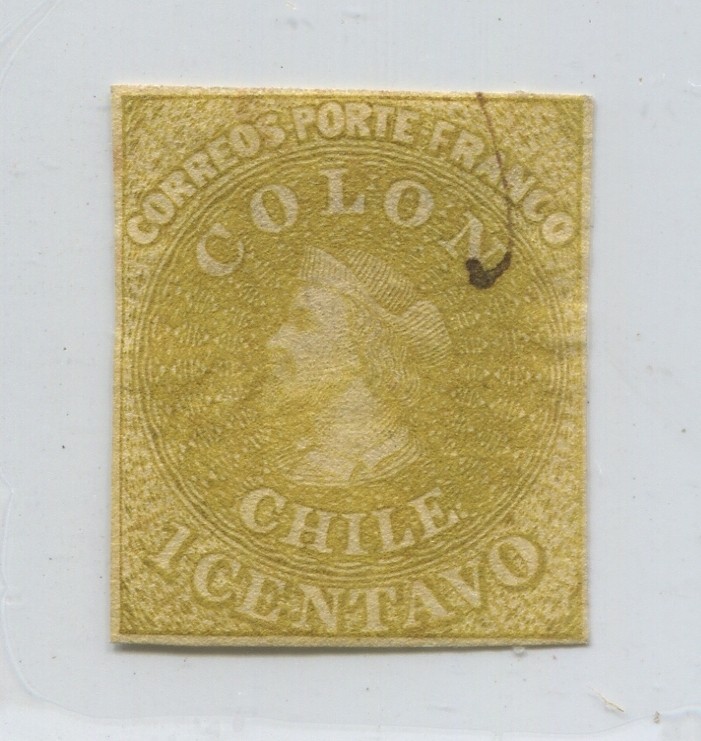 CORREOS PORTE FRANCO
COLON
CHILE.
1 CENTAVO